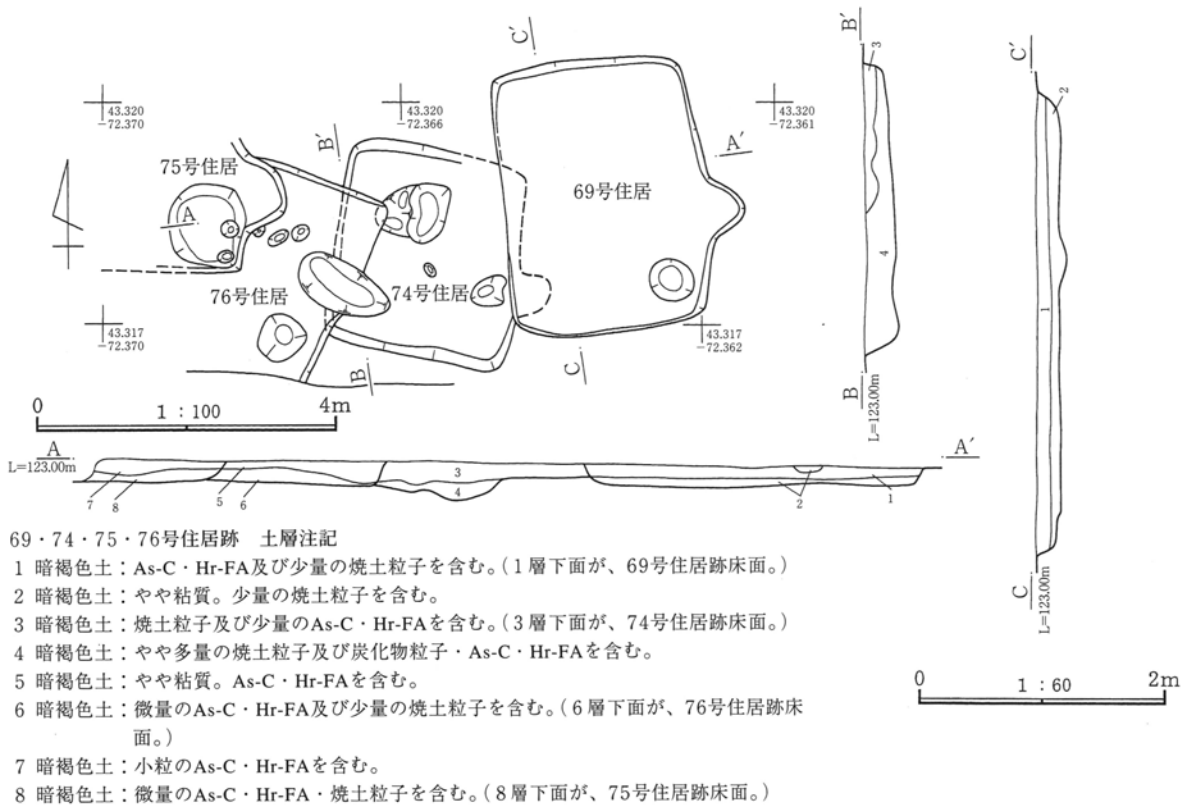 C'
B'
3
C'
2
43.320
-72.370
43.320
-72.366
43.320
-72.361
B'
A'
75号住居
69号住居
A
4
76号住居
74号住居
1
43.317
-72.370
43.317
-72.362
B
C
B
L=123.00m
0 1 : 100 4m
A
L=123.00m
A'
3
4
7
8
5
6
2
1
C
L=123.00m
69・74・75・76号住居跡 土層注記
1 暗褐色土：As-C・Hr-FA及び少量の焼土粒子を含む。（1層下面が、69号住居跡床面。）
2 暗褐色土：やや粘質。少量の焼土粒子を含む。
3 暗褐色土：焼土粒子及び少量のAs-C・Hr-FAを含む。（3層下面が、74号住居跡床面。）
4 暗褐色土：やや多量の焼土粒子及び炭化物粒子・As-C・Hr-FAを含む。
5 暗褐色土：やや粘質。As-C・Hr-FAを含む。
6 暗褐色土：微量のAs-C・Hr-FA及び少量の焼土粒子を含む。（6層下面が、76号住居跡床
面。）
7 暗褐色土：小粒のAs-C・Hr-FAを含む。
8 暗褐色土：微量のAs-C・Hr-FA・焼土粒子を含む。（8層下面が、75号住居跡床面。）
0 1 : 60 2m